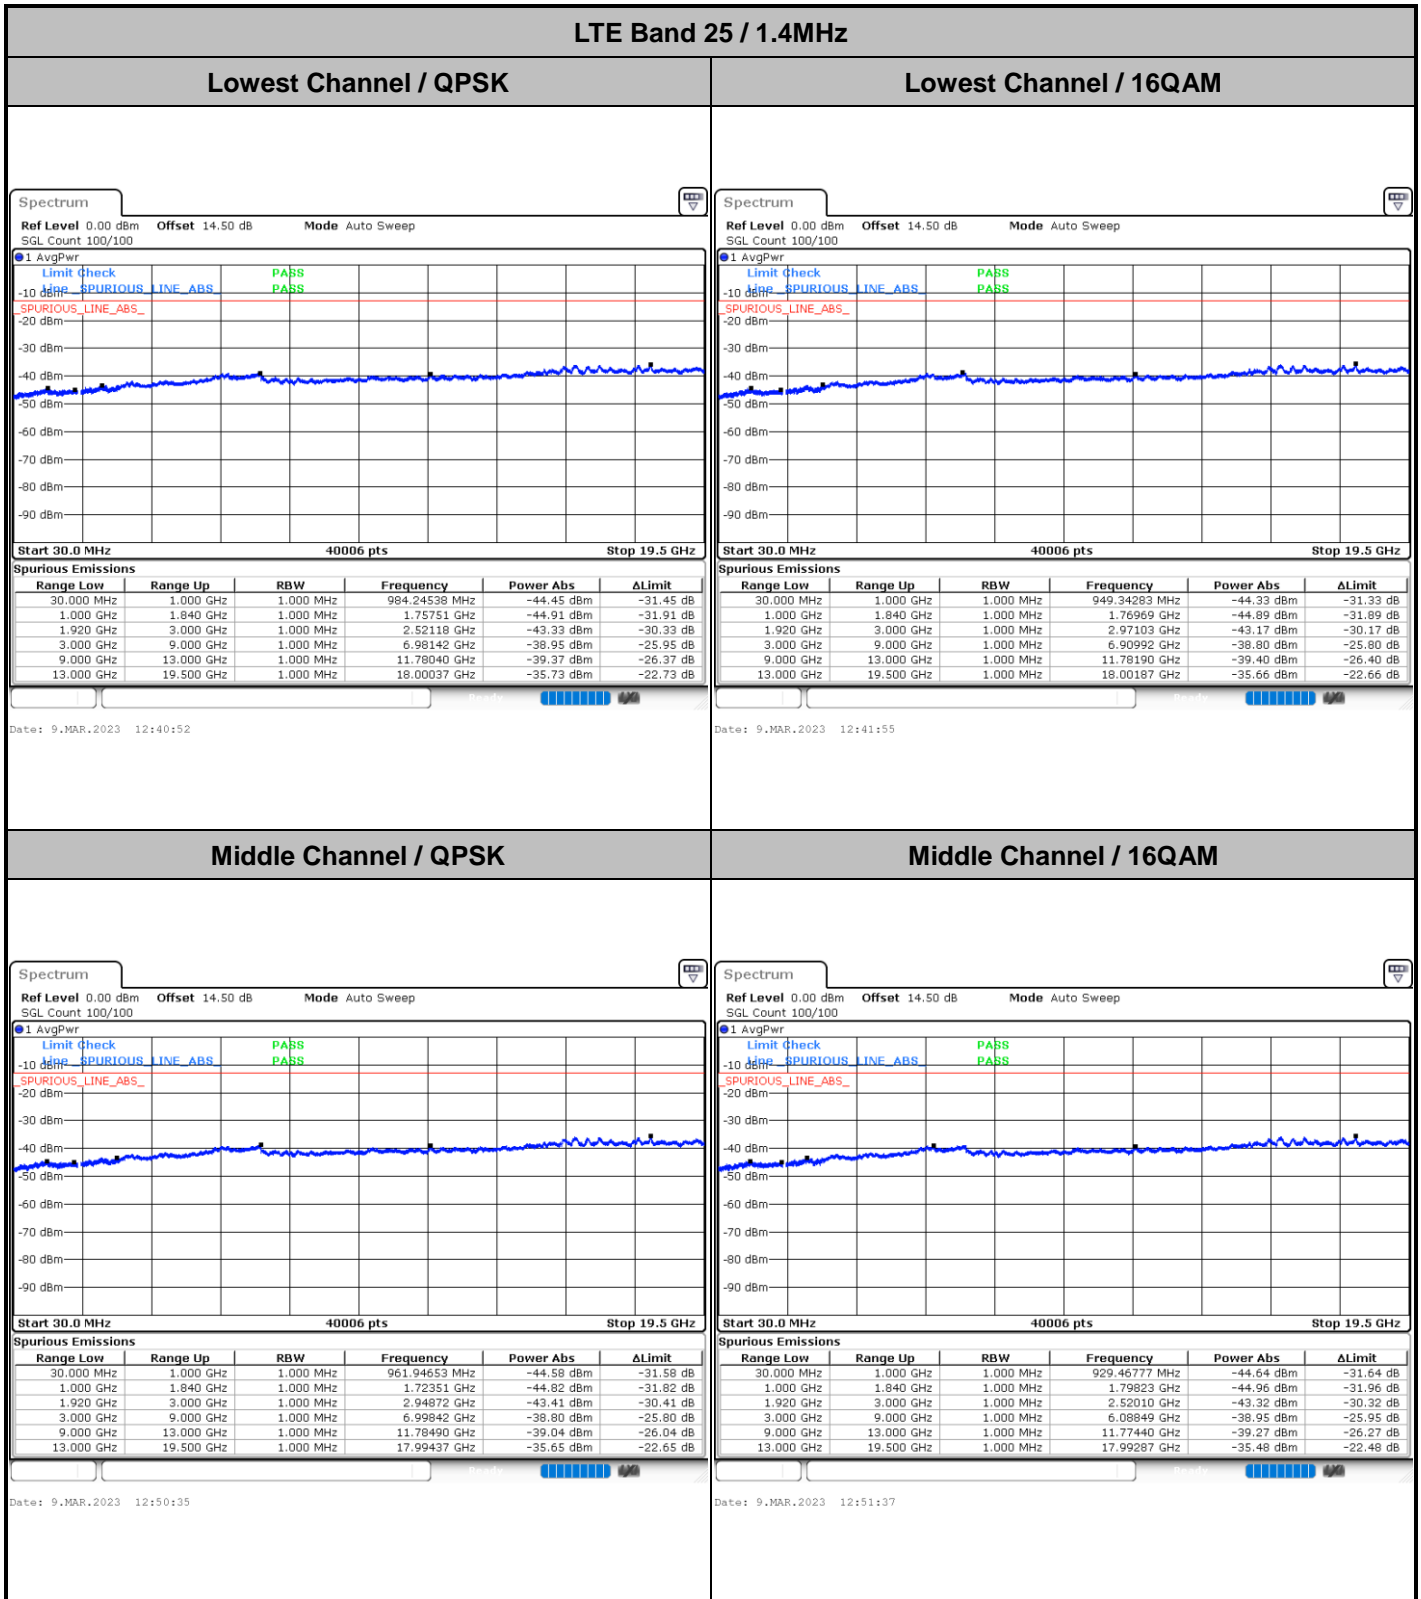 LTE Band 25 / 1.4MHz
Lowest Channel / QPSK
Lowest Channel / 16QAM
Spectrum
Ref Level 0.00 dBm Offset 14.50 dB Mode Auto Sweep
SGL Count 100/100
1 AvgPwr
Limit Check PASS
Line _SPURIOUS_LINE_ABS_ PASS
-10 dBm
_SPURIOUS_LINE_ABS_
-20 dBm
-30 dBm
-40 dBm
-50 dBm
-60 dBm
-70 dBm
-80 dBm
-90 dBm
Start 30.0 MHz 40006 pts Stop 19.5 GHz
Spurious Emissions
Range Low Range Up RBW Frequency Power Abs ΔLimit
30.000 MHz 1.000 GHz 1.000 MHz 984.24538 MHz -44.45 dBm -31.45 dB
1.000 GHz 1.840 GHz 1.000 MHz 1.75751 GHz -44.91 dBm -31.91 dB
1.920 GHz 3.000 GHz 1.000 MHz 2.52118 GHz -43.33 dBm -30.33 dB
3.000 GHz 9.000 GHz 1.000 MHz 6.98142 GHz -38.95 dBm -25.95 dB
9.000 GHz 13.000 GHz 1.000 MHz 11.78040 GHz -39.37 dBm -26.37 dB
13.000 GHz 19.500 GHz 1.000 MHz 18.00037 GHz -35.73 dBm -22.73 dB
Ready
Date: 9.MAR.2023 12:40:52
Spectrum
Ref Level 0.00 dBm Offset 14.50 dB Mode Auto Sweep
SGL Count 100/100
1 AvgPwr
Limit Check PASS
Line _SPURIOUS_LINE_ABS_ PASS
-10 dBm
_SPURIOUS_LINE_ABS_
-20 dBm
-30 dBm
-40 dBm
-50 dBm
-60 dBm
-70 dBm
-80 dBm
-90 dBm
Start 30.0 MHz 40006 pts Stop 19.5 GHz
Spurious Emissions
Range Low Range Up RBW Frequency Power Abs ΔLimit
30.000 MHz 1.000 GHz 1.000 MHz 949.34283 MHz -44.33 dBm -31.33 dB
1.000 GHz 1.840 GHz 1.000 MHz 1.76969 GHz -44.89 dBm -31.89 dB
1.920 GHz 3.000 GHz 1.000 MHz 2.97103 GHz -43.17 dBm -30.17 dB
3.000 GHz 9.000 GHz 1.000 MHz 6.90992 GHz -38.80 dBm -25.80 dB
9.000 GHz 13.000 GHz 1.000 MHz 11.78190 GHz -39.40 dBm -26.40 dB
13.000 GHz 19.500 GHz 1.000 MHz 18.00187 GHz -35.66 dBm -22.66 dB
Ready
Date: 9.MAR.2023 12:41:55
Middle Channel / QPSK
Middle Channel / 16QAM
Spectrum
Ref Level 0.00 dBm Offset 14.50 dB Mode Auto Sweep
SGL Count 100/100
1 AvgPwr
Limit Check PASS
Line _SPURIOUS_LINE_ABS_ PASS
-10 dBm
_SPURIOUS_LINE_ABS_
-20 dBm
-30 dBm
-40 dBm
-50 dBm
-60 dBm
-70 dBm
-80 dBm
-90 dBm
Start 30.0 MHz 40006 pts Stop 19.5 GHz
Spurious Emissions
Range Low Range Up RBW Frequency Power Abs ΔLimit
30.000 MHz 1.000 GHz 1.000 MHz 961.94653 MHz -44.58 dBm -31.58 dB
1.000 GHz 1.840 GHz 1.000 MHz 1.72351 GHz -44.82 dBm -31.82 dB
1.920 GHz 3.000 GHz 1.000 MHz 2.94872 GHz -43.41 dBm -30.41 dB
3.000 GHz 9.000 GHz 1.000 MHz 6.99842 GHz -38.80 dBm -25.80 dB
9.000 GHz 13.000 GHz 1.000 MHz 11.78490 GHz -39.04 dBm -26.04 dB
13.000 GHz 19.500 GHz 1.000 MHz 17.99437 GHz -35.65 dBm -22.65 dB
Ready
Date: 9.MAR.2023 12:50:35
Spectrum
Ref Level 0.00 dBm Offset 14.50 dB Mode Auto Sweep
SGL Count 100/100
1 AvgPwr
Limit Check PASS
Line _SPURIOUS_LINE_ABS_ PASS
-10 dBm
_SPURIOUS_LINE_ABS_
-20 dBm
-30 dBm
-40 dBm
-50 dBm
-60 dBm
-70 dBm
-80 dBm
-90 dBm
Start 30.0 MHz 40006 pts Stop 19.5 GHz
Spurious Emissions
Range Low Range Up RBW Frequency Power Abs ΔLimit
30.000 MHz 1.000 GHz 1.000 MHz 929.46777 MHz -44.64 dBm -31.64 dB
1.000 GHz 1.840 GHz 1.000 MHz 1.79823 GHz -44.96 dBm -31.96 dB
1.920 GHz 3.000 GHz 1.000 MHz 2.52010 GHz -43.32 dBm -30.32 dB
3.000 GHz 9.000 GHz 1.000 MHz 6.08849 GHz -38.95 dBm -25.95 dB
9.000 GHz 13.000 GHz 1.000 MHz 11.77440 GHz -39.27 dBm -26.27 dB
13.000 GHz 19.500 GHz 1.000 MHz 17.99287 GHz -35.48 dBm -22.48 dB
Ready
Date: 9.MAR.2023 12:51:37